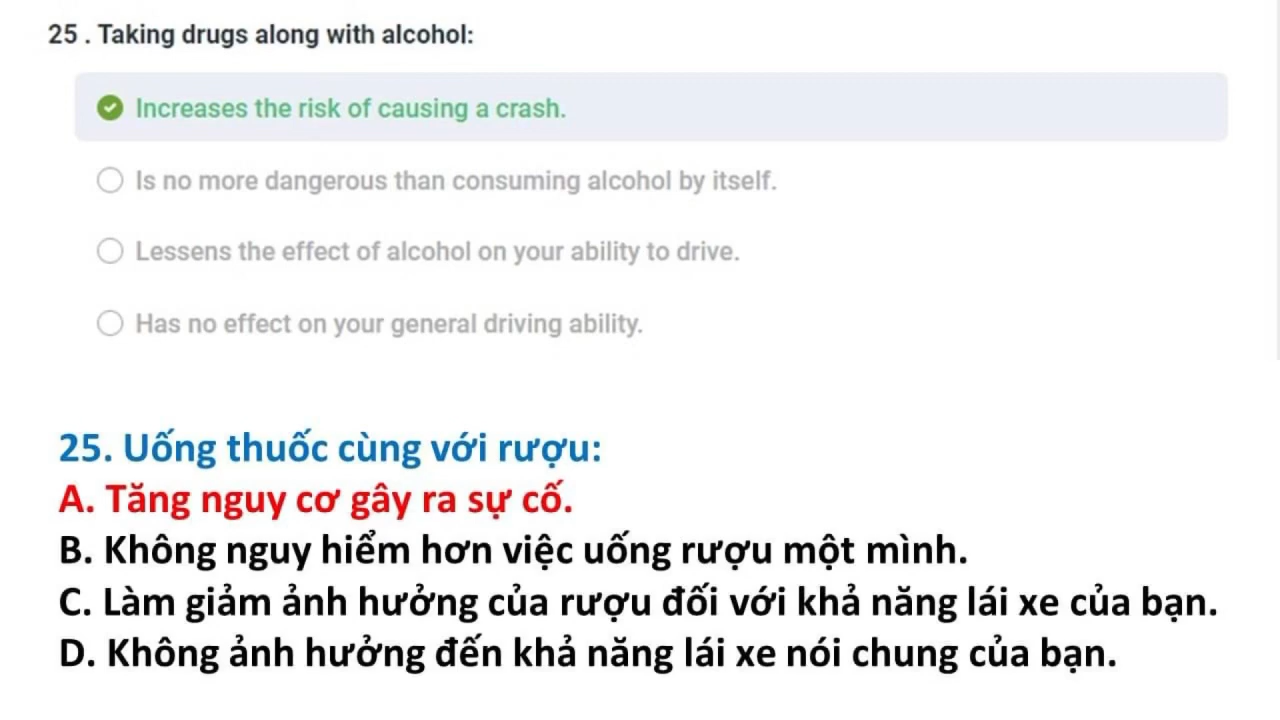 25 . Taking drugs along with alcohol:
Increases the risk of causing a crash.
Is no more dangerous than consuming alcohol by itself.
Lessens the effect of alcohol on your ability to drive.
Has no effect on your general driving ability.
25. Uống thuốc cùng với rượu:
A. Tăng nguy cơ gây ra sự cố.
B. Không nguy hiểm hơn việc uống rượu một mình.
C. Làm giảm ảnh hưởng của rượu đối với khả năng lái xe của bạn.
D. Không ảnh hưởng đến khả năng lái xe nói chung của bạn.